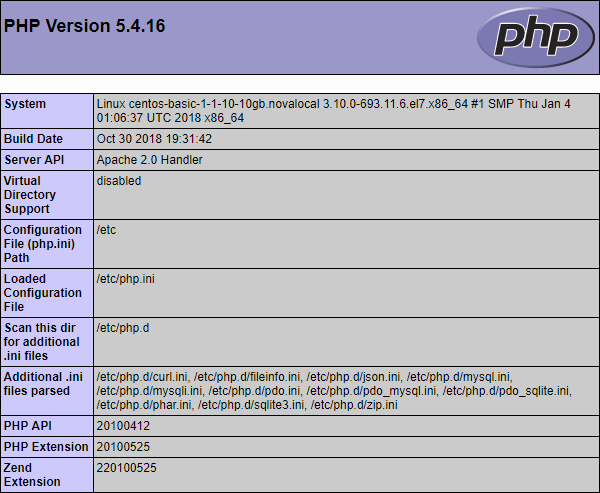 PHP Version 5.4.16
php
System
Linux centos-basic-1-1-10-10gb.novalocal 3.10.0-693.11.6.el7.x86_64 #1 SMP Thu Jan 4
01:06:37 UTC 2018 x86_64
Build Date
Oct 30 2018 19:31:42
Server API
Apache 2.0 Handler
Virtual
Directory
Support
disabled
Configuration
File (php.ini)
Path
/etc
Loaded
Configuration
File
/etc/php.ini
Scan this dir
for additional
.ini files
/etc/php.d
Additional .ini
files parsed
/etc/php.d/curl.ini, /etc/php.d/fileinfo.ini, /etc/php.d/json.ini, /etc/php.d/mysql.ini,
/etc/php.d/mysqli.ini, /etc/php.d/pdo.ini, /etc/php.d/pdo_mysql.ini, /etc/php.d/pdo_sqlite.ini,
/etc/php.d/phar.ini, /etc/php.d/sqlite3.ini, /etc/php.d/zip.ini
PHP API
20100412
PHP Extension
20100525
Zend
Extension
220100525